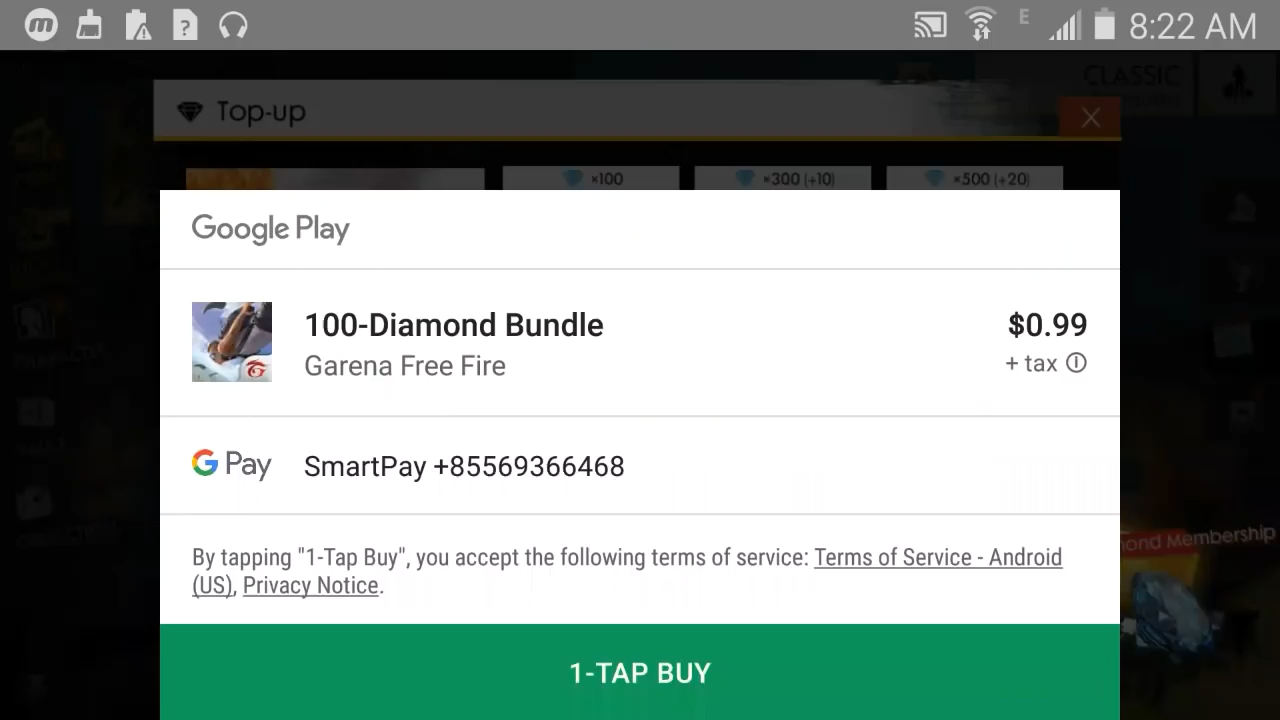 E 8:22 AM
CLASSIC
Top-up
×100 ×300 (+10) ×500 (+20)
Google Play
100-Diamond Bundle $0.99
Garena Free Fire + tax
G Pay SmartPay +85569366468
By tapping "1-Tap Buy", you accept the following terms of service: Terms of Service - Android
(US), Privacy Notice.
Membership
1-TAP BUY